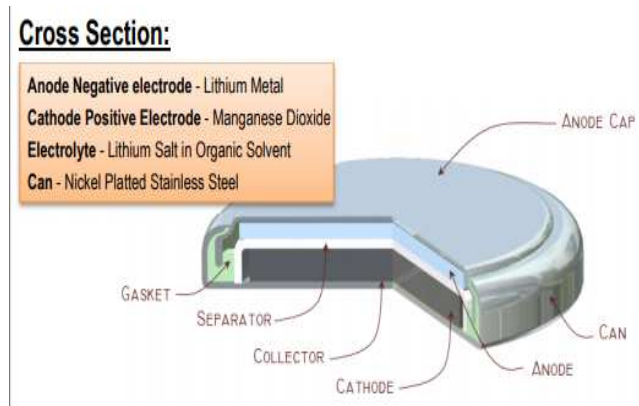 Cross Section:
Anode Negative electrode - Lithium Metal
Cathode Positive Electrode - Manganese Dioxide
Electrolyte - Lithium Salt in Organic Solvent
Can - Nickel Platted Stainless Steel
ANODE CAP
GASKET
SEPARATOR
COLLECTOR
CATHODE
ANODE
CAN